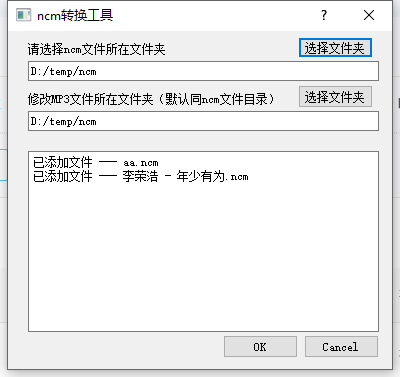 ncm转换工具
请选择ncm文件所在文件夹
选择文件夹
D:/temp/ncm
修改MP3文件所在文件夹（默认同ncm文件目录）
选择文件夹
D:/temp/ncm
已添加文件 —— aa.ncm
已添加文件 —— 李荣浩 - 年少有为.ncm
OK
Cancel